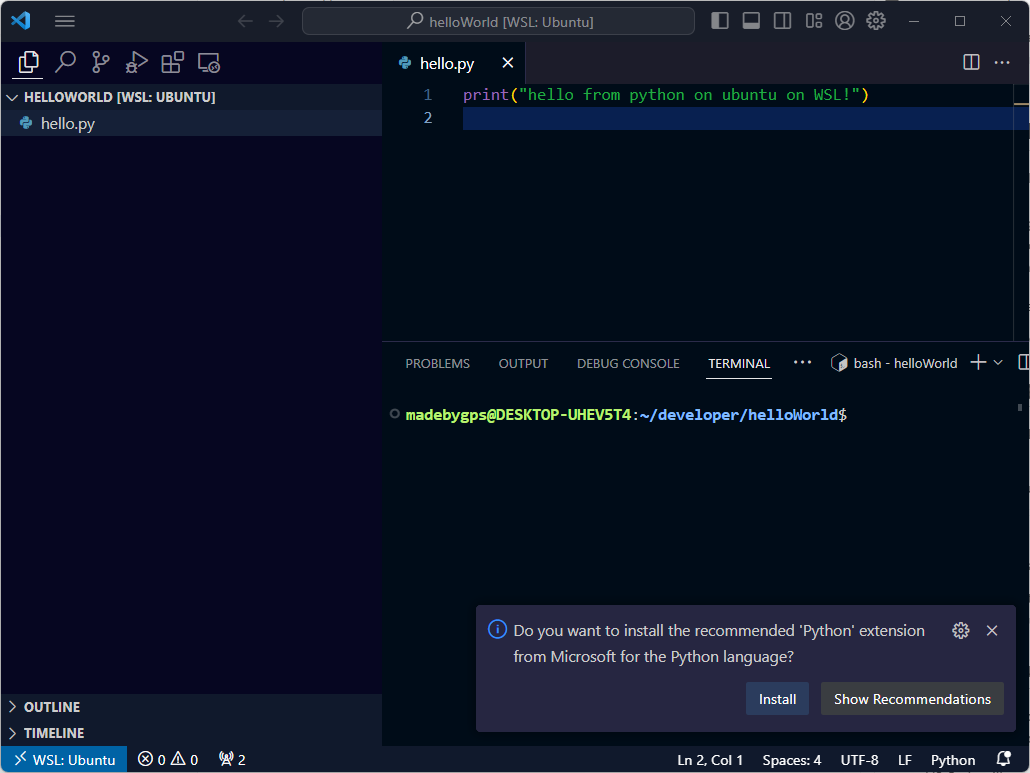 helloWorld [WSL: Ubuntu]
HELLOWORLD [WSL: UBUNTU]
hello.py
hello.py
1 print("hello from python on ubuntu on WSL!")
2
PROBLEMS OUTPUT DEBUG CONSOLE TERMINAL ··· bash - helloWorld
madebygps@DESKTOP-UHEV5T4:~/developer/helloWorld$
Do you want to install the recommended 'Python' extension
from Microsoft for the Python language?
Install Show Recommendations
OUTLINE
TIMELINE
WSL: Ubuntu 0 0 2 Ln 2, Col 1 Spaces: 4 UTF-8 LF Python